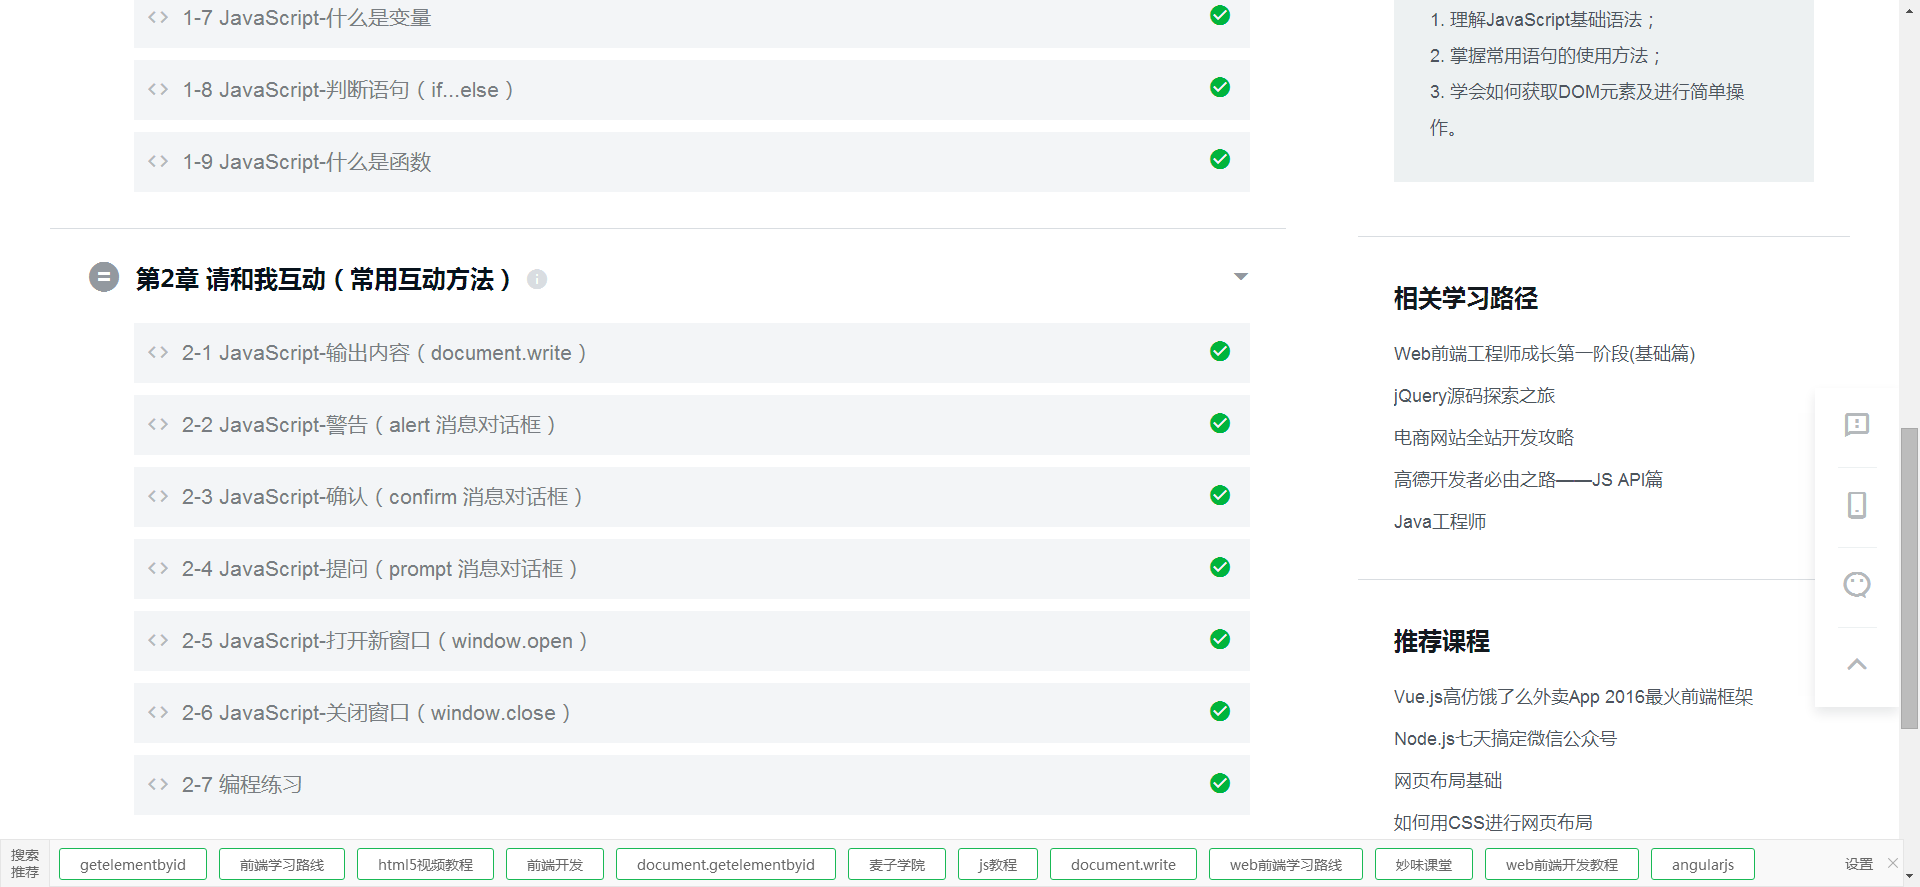 1-7 JavaScript-什么是变量
1-8 JavaScript-判断语句（if...else）
1-9 JavaScript-什么是函数
第2章 请和我互动（常用互动方法）
2-1 JavaScript-输出内容（document.write）
2-2 JavaScript-警告（alert 消息对话框）
2-3 JavaScript-确认（confirm 消息对话框）
2-4 JavaScript-提问（prompt 消息对话框）
2-5 JavaScript-打开新窗口（window.open）
2-6 JavaScript-关闭窗口（window.close）
2-7 编程练习
1. 理解JavaScript基础语法；
2. 掌握常用语句的使用方法；
3. 学会如何获取DOM元素及进行简单操
作。
相关学习路径
Web前端工程师成长第一阶段(基础篇)
jQuery源码探索之旅
电商网站全站开发攻略
高德开发者必由之路——JS API篇
Java工程师
推荐课程
Vue.js高仿饿了么外卖App 2016最火前端框架
Node.js七天搞定微信公众号
网页布局基础
如何用CSS进行网页布局
搜索
推荐
getelementbyid
前端学习路线
html5视频教程
前端开发
document.getelementbyid
麦子学院
js教程
document.write
web前端学习路线
妙味课堂
web前端开发教程
angularjs
设置